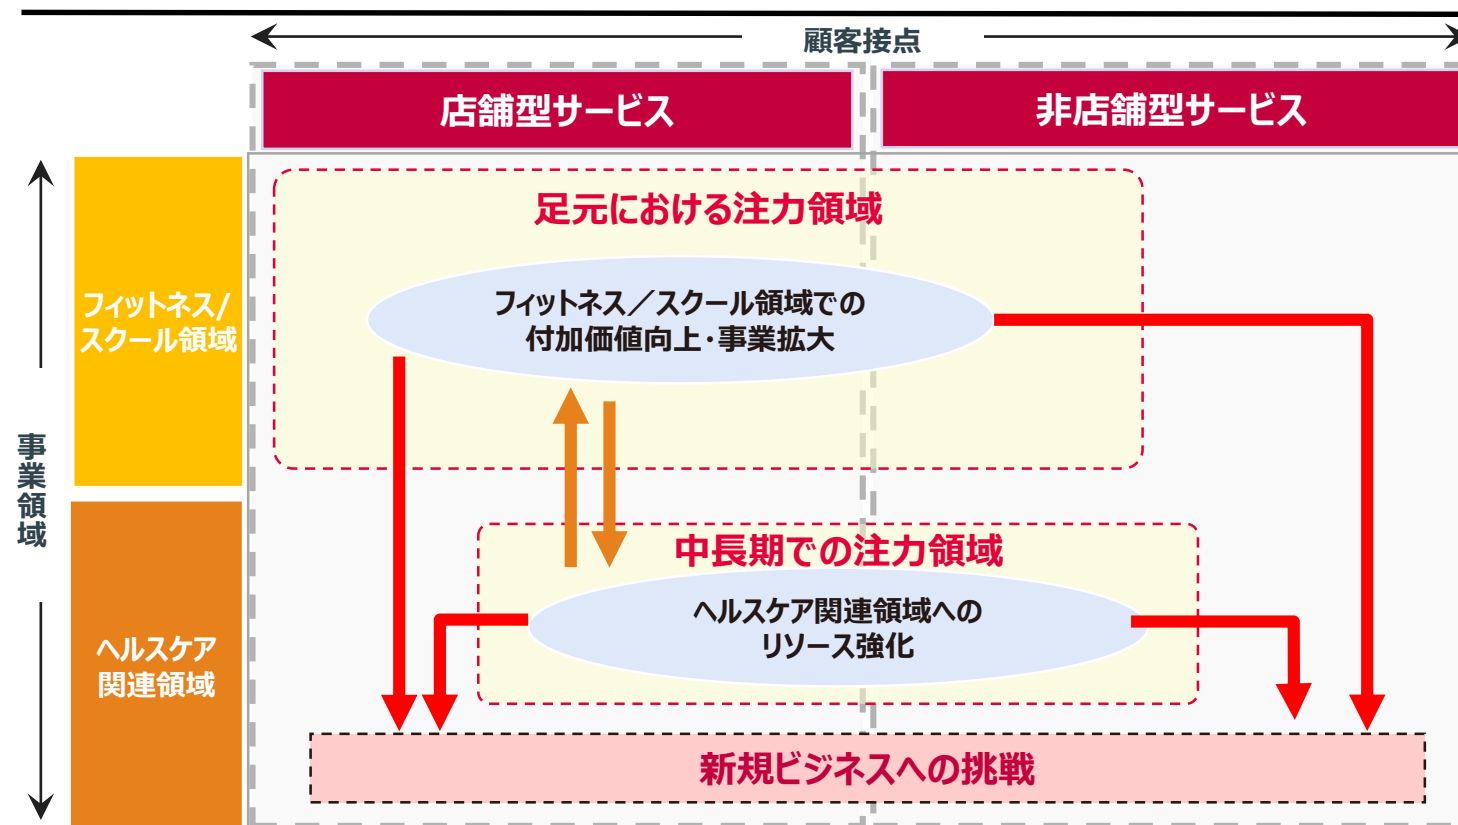 顧客接点
店舗型サービス
非店舗型サービス
事業領域
フィットネス/
スクール領域
足元における注力領域
フィットネス／スクール領域での
付加価値向上･事業拡大
中長期での注力領域
ヘルスケア関連領域への
リソース強化
ヘルスケア
関連領域
新規ビジネスへの挑戦